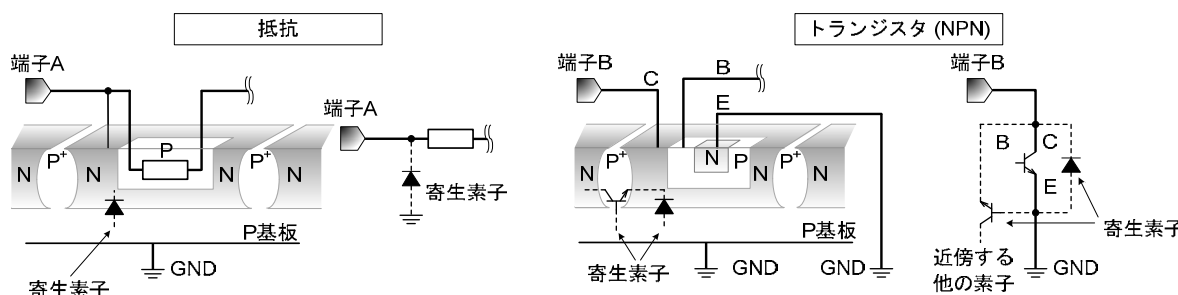 抵抗
端子A
N
P+
N
P
N
P+
N
寄生素子
P基板
GND
端子A
寄生素子
トランジスタ (NPN)
端子B
C
B
E
N
P+
N
N
P
N
P+
N
P基板
寄生素子
GND
GND
端子B
B
C
E
寄生素子
近傍する
他の素子
GND